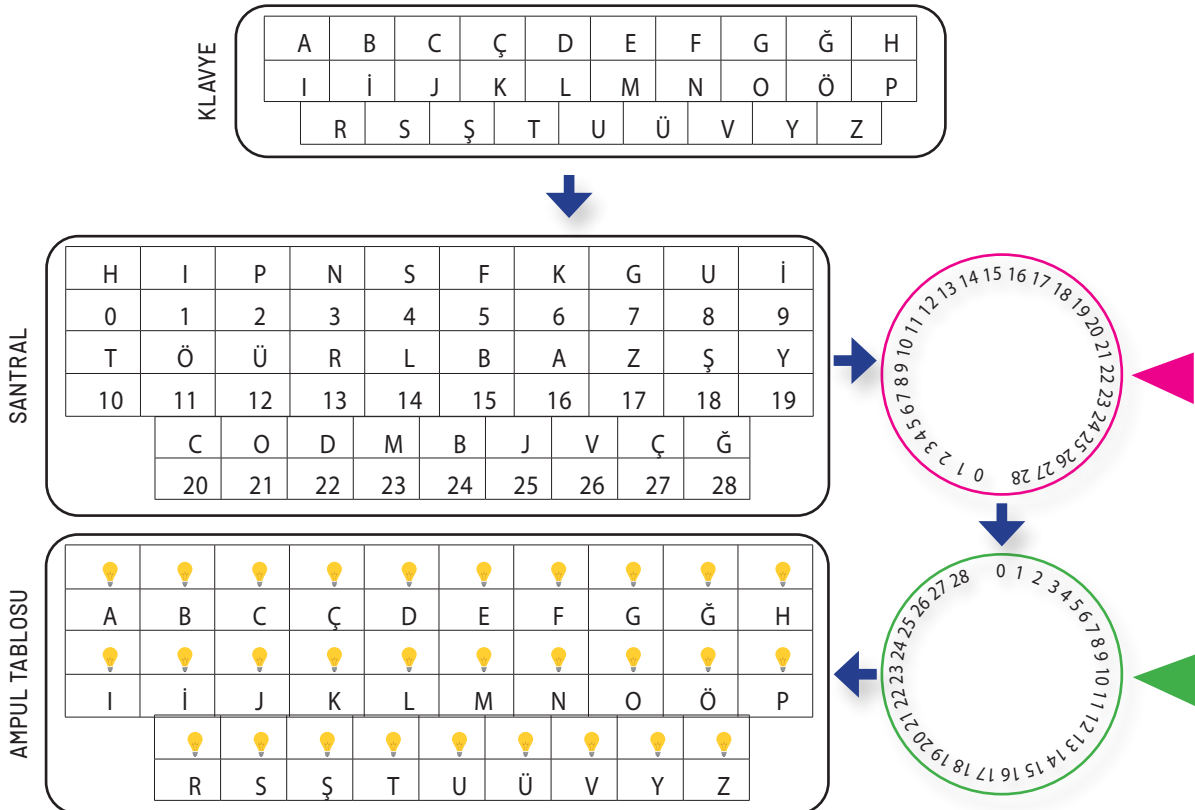 KLAVYE
A B C Ç D E F G Ğ H
I İ J K L M N O Ö P
R S Ş T U Ü V Y Z
SANTRAL
H I P N S F K G U İ
0 1 2 3 4 5 6 7 8 9
T Ö Ü R L B A Z Ş Y
10 11 12 13 14 15 16 17 18 19
C O D M B J V Ç Ğ
20 21 22 23 24 25 26 27 28
0 1 2 3 4 5 6 7 8 9 10 11 12 13 14 15 16 17 18 19 20 21 22 23 24 25 26 27 28
AMPUL TABLOSU
A B C Ç D E F G Ğ H
I İ J K L M N O Ö P
R S Ş T U Ü V Y Z
0 1 2 3 4 5 6 7 8 9 10 11 12 13 14 15 16 17 18 19 20 21 22 23 24 25 26 27 28